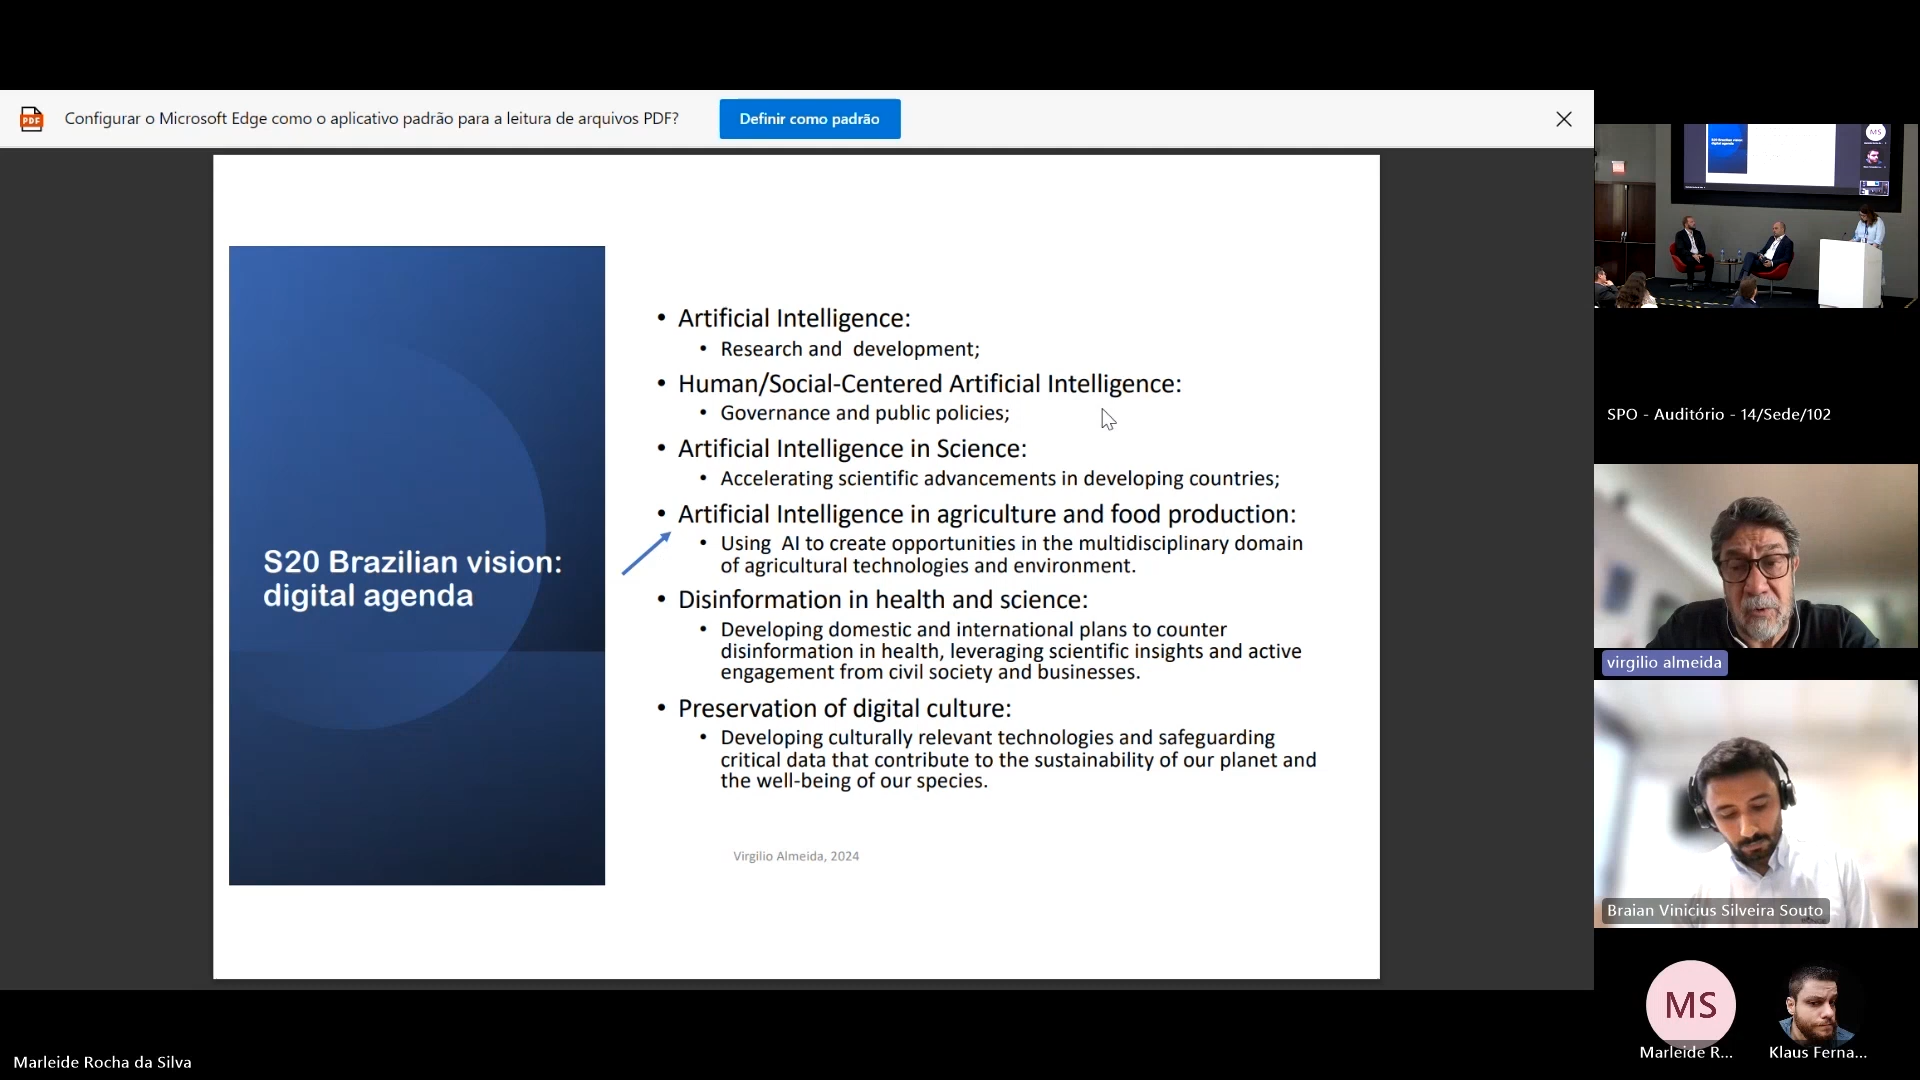 PDF
Configurar o Microsoft Edge como o aplicativo padrão para a leitura de arquivos PDF?
Definir como padrão
S20 Brazilian vision:
digital agenda
• Artificial Intelligence:
• Research and development;
• Human/Social-Centered Artificial Intelligence:
• Governance and public policies;
• Artificial Intelligence in Science:
• Accelerating scientific advancements in developing countries;
• Artificial Intelligence in agriculture and food production:
• Using AI to create opportunities in the multidisciplinary domain
of agricultural technologies and environment.
• Disinformation in health and science:
• Developing domestic and international plans to counter
disinformation in health, leveraging scientific insights and active
engagement from civil society and businesses.
• Preservation of digital culture:
• Developing culturally relevant technologies and safeguarding
critical data that contribute to the sustainability of our planet and
the well-being of our species.
Virgilio Almeida, 2024
S20 Brazilian vision:
digital agenda
MS
SPO - Auditório - 14/Sede/102
virgilio almeida
Braian Vinicius Silveira Souto
MS
Marleide R...
Klaus Ferna...
Marleide Rocha da Silva